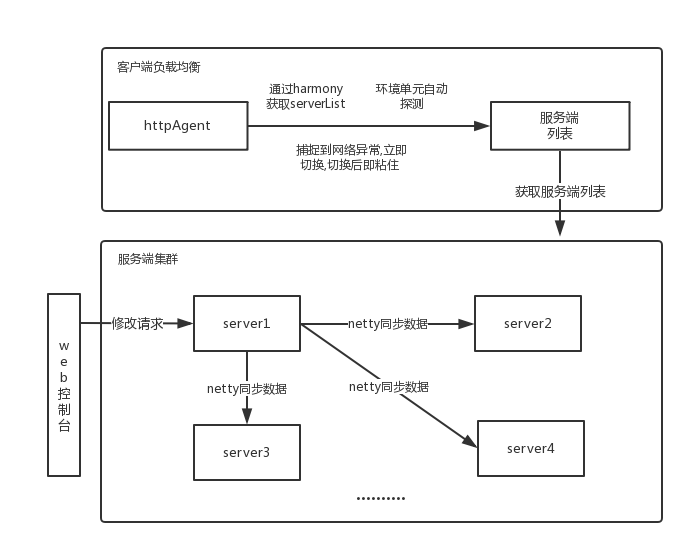 客户端负载均衡
通过harmony
获取serverList
环境单元自动
探测
httpAgent
服务端
列表
捕捉到网络异常,立即
切换,切换后即粘住
获取服务端列表
服务端集群
web控制台
修改请求
server1
netty同步数据
server2
netty同步数据
netty同步数据
server3
server4
..........